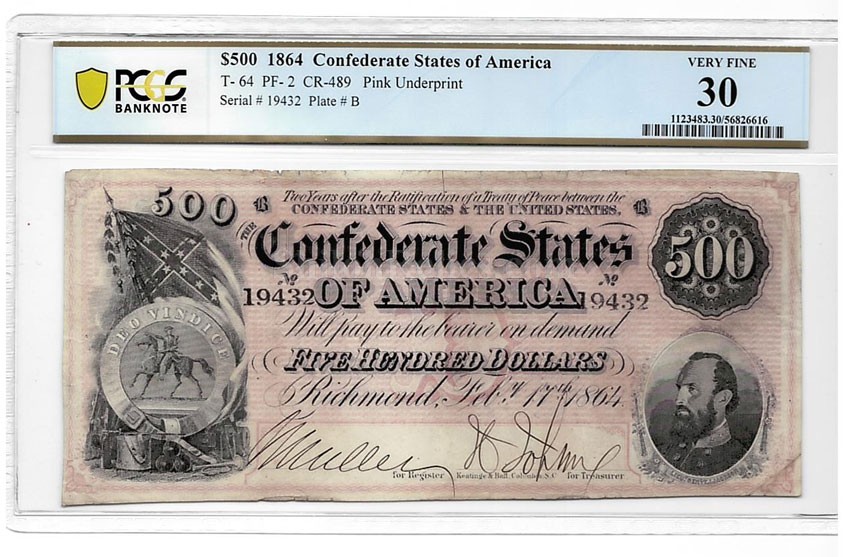 $500 1864 Confederate States of America
T- 64 PF- 2 CR-489 Pink Underprint
Serial # 19432 Plate # B
PCGS
BANKNOTE
VERY FINE
30
1123483.30/56826616
500
B Two Years after the Ratification of a Treaty of Peace between the B
CONFEDERATE STATES & THE UNITED STATES,
THE
Confederate States
500
No No
19432 OF AMERICA 19432
Will pay to the bearer on demand
DEO VINDICE
FIVE HUNDRED DOLLARS
Richmond, Feb.y 17th 1864
for Register Keatinge & Ball, Columbia, S.C. for Treasurer